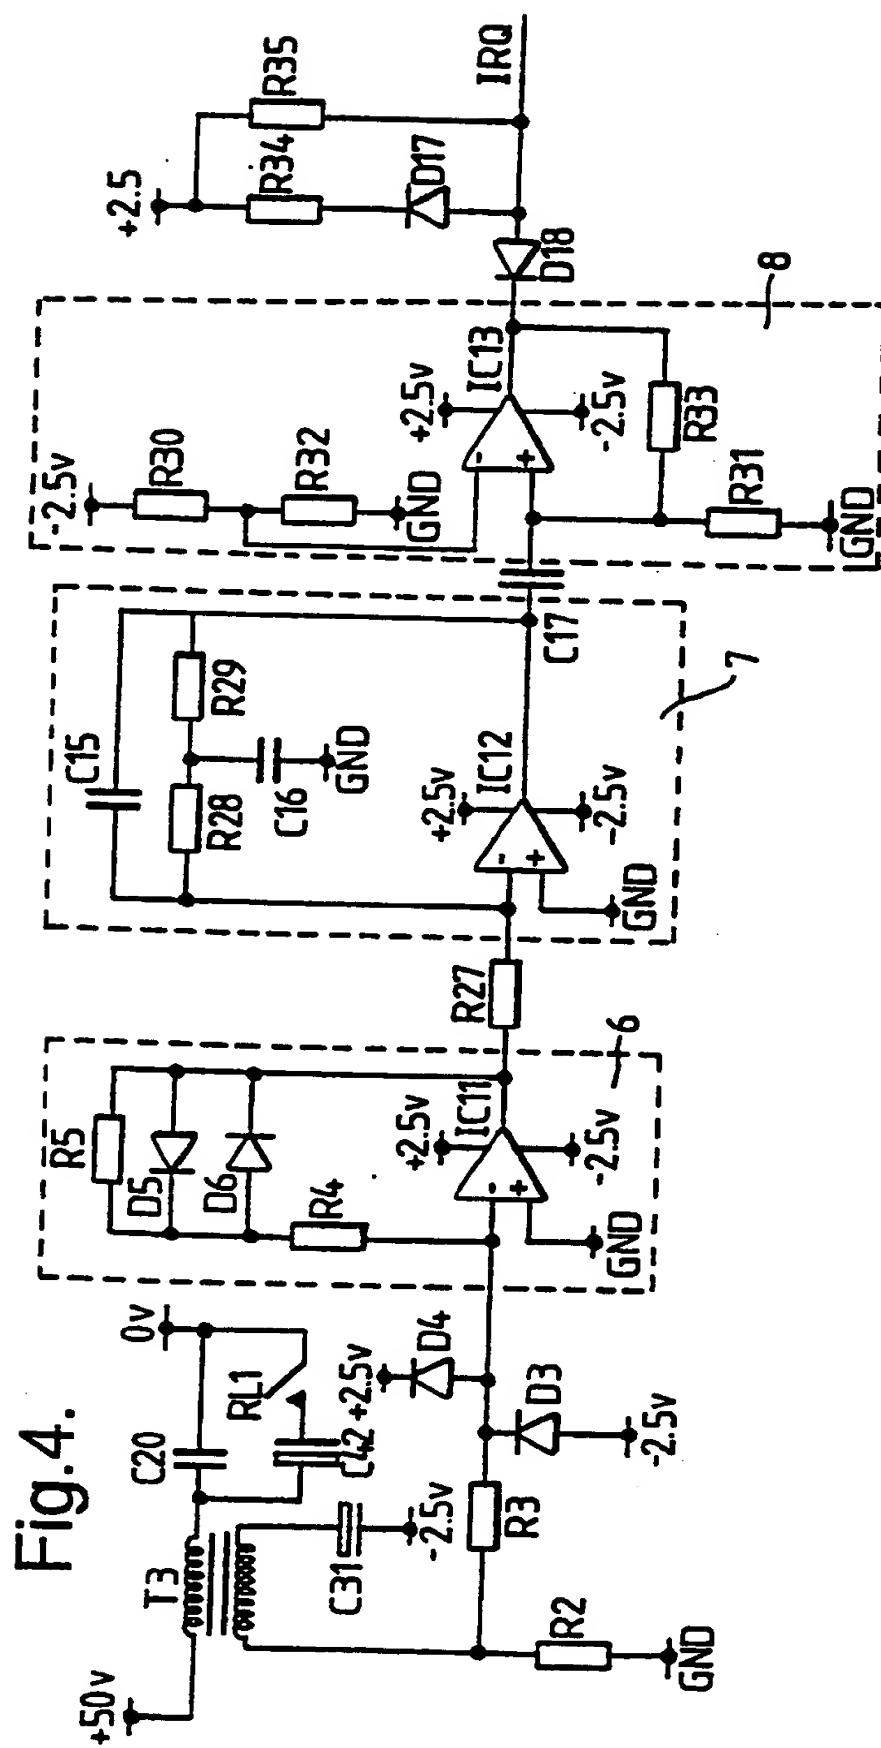 Fig.4.
+50v
T3
C20
0v
RL1
C42
C31
-2.5v
R2
GND
R3
+2.5v
D4
D3
-2.5v
R5
D5
D6
R4
+2.5v
IC11
-
+
-2.5v
GND
6
R27
C15
R28
R29
C16
GND
+2.5v
IC12
-
+
-2.5v
GND
7
C17
-2.5v
R30
R32
GND
+2.5v
IC13
-
+
-2.5v
R33
R31
GND
8
D18
+2.5
R34
R35
D17
IRQ